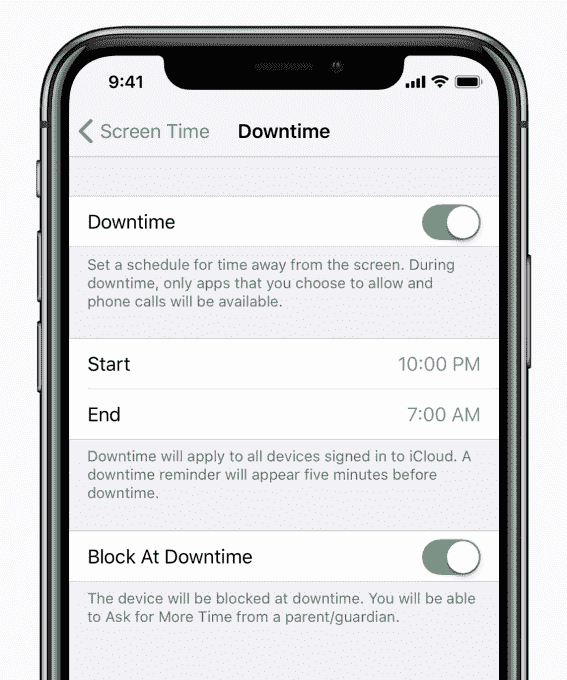 9:41
Screen Time Downtime
Downtime
Set a schedule for time away from the screen. During
downtime, only apps that you choose to allow and
phone calls will be available.
Start 10:00 PM
End 7:00 AM
Downtime will apply to all devices signed in to iCloud. A
downtime reminder will appear five minutes before
downtime.
Block At Downtime
The device will be blocked at downtime. You will be able
to Ask for More Time from a parent/guardian.